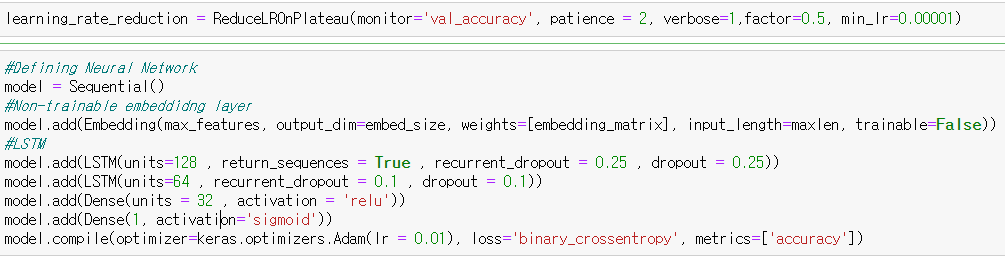 learning_rate_reduction = ReduceLROnPlateau(monitor='val_accuracy', patience = 2, verbose=1,factor=0.5, min_lr=0.00001)
#Defining Neural Network
model = Sequential()
#Non-trainable embeddidng layer
model.add(Embedding(max_features, output_dim=embed_size, weights=[embedding_matrix], input_length=maxlen, trainable=False))
#LSTM
model.add(LSTM(units=128 , return_sequences = True , recurrent_dropout = 0.25 , dropout = 0.25))
model.add(LSTM(units=64 , recurrent_dropout = 0.1 , dropout = 0.1))
model.add(Dense(units = 32 , activation = 'relu'))
model.add(Dense(1, activation='sigmoid'))
model.compile(optimizer=keras.optimizers.Adam(lr = 0.01), loss='binary_crossentropy', metrics=['accuracy'])